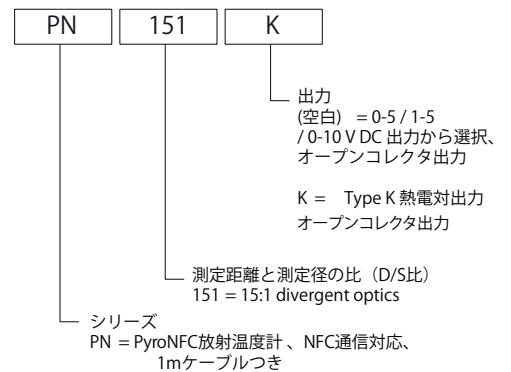 PN 151 K
出力
(空白) = 0-5 / 1-5
/ 0-10 V DC 出力から選択、
オープンコレクタ出力
K = Type K 熱電対出力
オープンコレクタ出力
測定距離と測定径の比（D/S比）
151 = 15:1 divergent optics
シリーズ
PN = PyroNFC放射温度計 、NFC通信対応、
1mケーブルつき